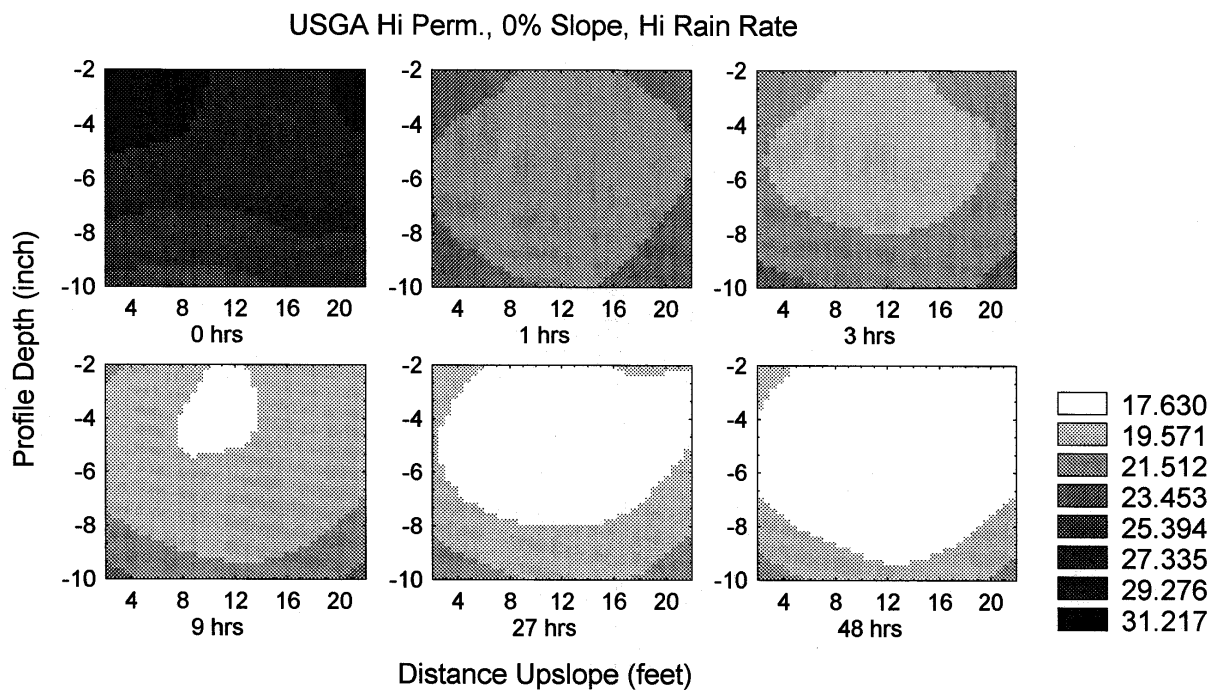 USGA Hi Perm., 0% Slope, Hi Rain Rate
Profile Depth (inch)
-2
-4
-6
-8
-10
4 8 12 16 20
0 hrs
-2
-4
-6
-8
-10
4 8 12 16 20
1 hrs
-2
-4
-6
-8
-10
4 8 12 16 20
3 hrs
-2
-4
-6
-8
-10
4 8 12 16 20
9 hrs
-2
-4
-6
-8
-10
4 8 12 16 20
27 hrs
-2
-4
-6
-8
-10
4 8 12 16 20
48 hrs
17.630
19.571
21.512
23.453
25.394
27.335
29.276
31.217
Distance Upslope (feet)